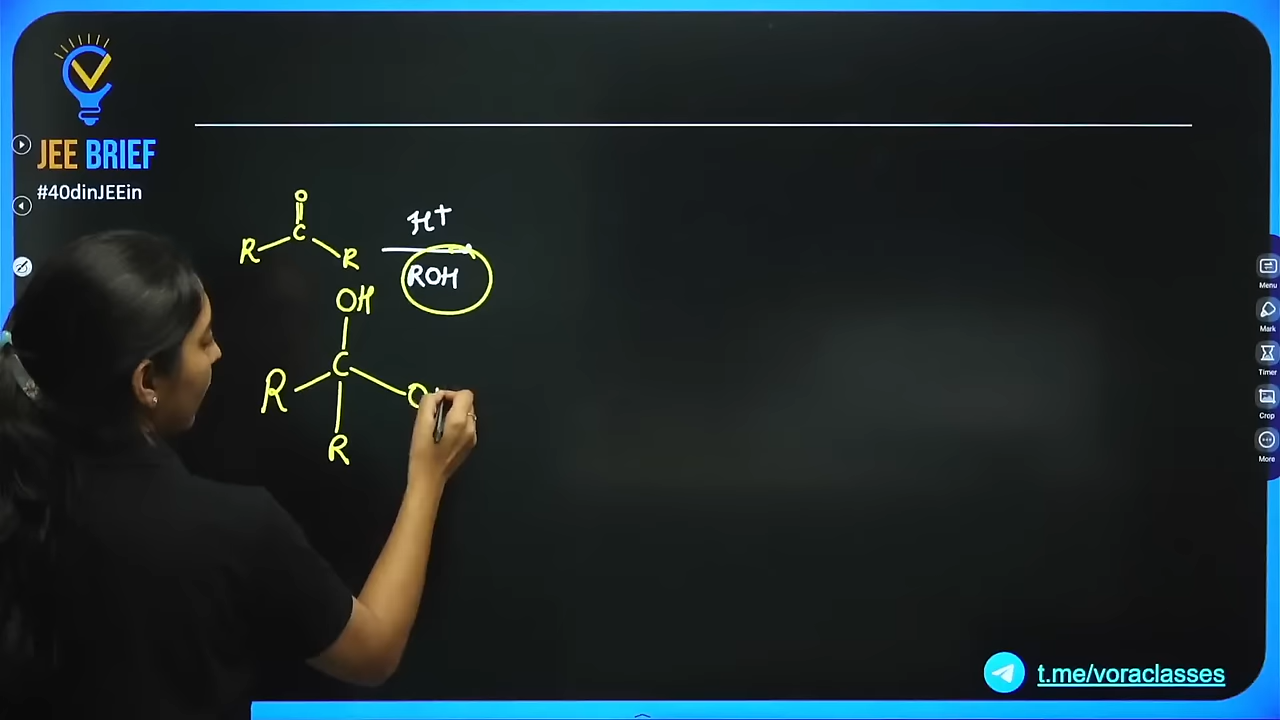 JEE BRIEF
#40dinJEEin
O
C
R R
H+
ROH
OH
C
R
O
R
Menu
Mark
Timer
Crop
More
t.me/voraclasses